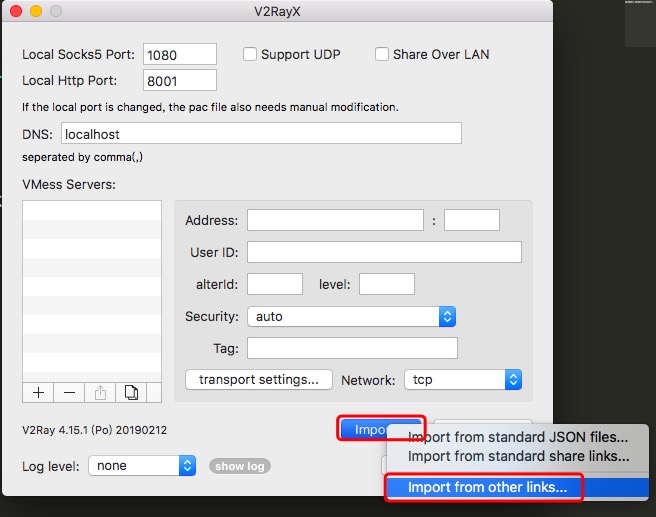 V2RayX
Local Socks5 Port: 1080 Support UDP Share Over LAN
Local Http Port: 8001
If the local port is changed, the pac file also needs manual modification.
DNS: localhost
seperated by comma(,)
VMess Servers:
Address: :
User ID:
alterId: level:
Security: auto
Tag:
transport settings... Network: tcp
V2Ray 4.15.1 (Po) 20190212
Import from standard JSON files...
Import from standard share links...
Log level: none show log
Import from other links...